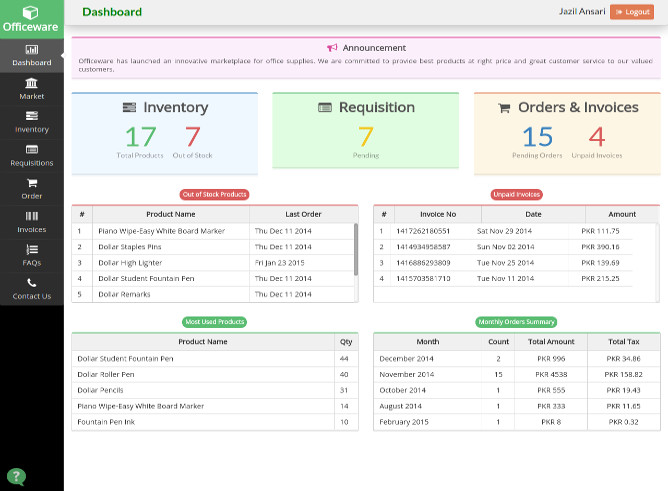 Officeware
Dashboard
Jazil Ansari
Logout
Dashboard
Market
Inventory
Requisitions
Order
Invoices
FAQs
Contact Us
?
Announcement
Officeware has launched an innovative marketplace for office supplies. We are committed to provide best products at right price and great customer service to our valued
customers.
Inventory
17 7
Total Products Out of Stock
Requisition
7
Pending
Orders & Invoices
15 4
Pending Orders Unpaid Invoices
Out of Stock Products
# Product Name Last Order
1 Piano Wipe-Easy White Board Marker Thu Dec 11 2014
2 Dollar Staples Pins Thu Dec 11 2014
3 Dollar High Lighter Fri Jan 23 2015
4 Dollar Student Fountain Pen Thu Dec 11 2014
5 Dollar Remarks Thu Dec 11 2014
Unpaid Invoices
# Invoice No Date Amount
1 1417262180551 Sat Nov 29 2014 PKR 111.75
2 1414934958587 Sun Nov 02 2014 PKR 390.16
3 1416886293809 Tue Nov 25 2014 PKR 139.69
4 1415703581710 Tue Nov 11 2014 PKR 215.25
Most Used Products
Product Name Qty
Dollar Student Fountain Pen 44
Dollar Roller Pen 40
Dollar Pencils 31
Piano Wipe-Easy White Board Marker 14
Fountain Pen Ink 10
Monthly Orders Summary
Month Count Total Amount Total Tax
December 2014 2 PKR 996 PKR 34.86
November 2014 15 PKR 4538 PKR 158.82
October 2014 1 PKR 555 PKR 19.43
August 2014 1 PKR 333 PKR 11.65
February 2015 1 PKR 8 PKR 0.32